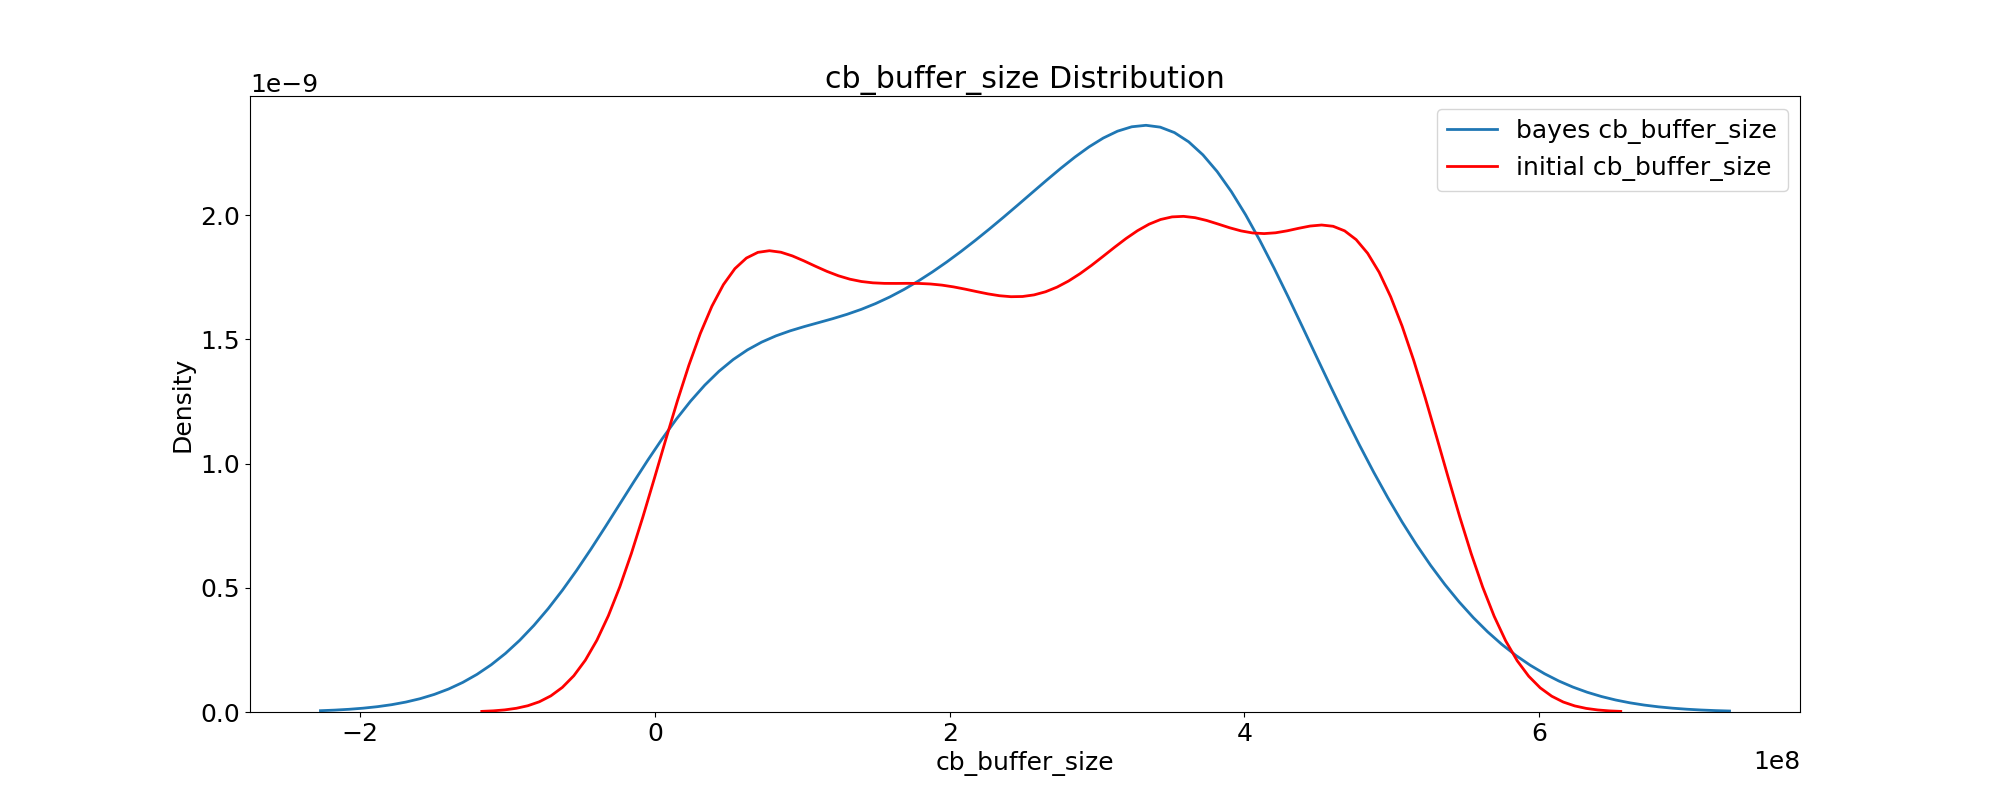 cb_buffer_size Distribution
1e−9
bayes cb_buffer_size
initial cb_buffer_size
2.0
1.5
1.0
0.5
0.0
Density
−2
0
2
4
6
cb_buffer_size
1e8